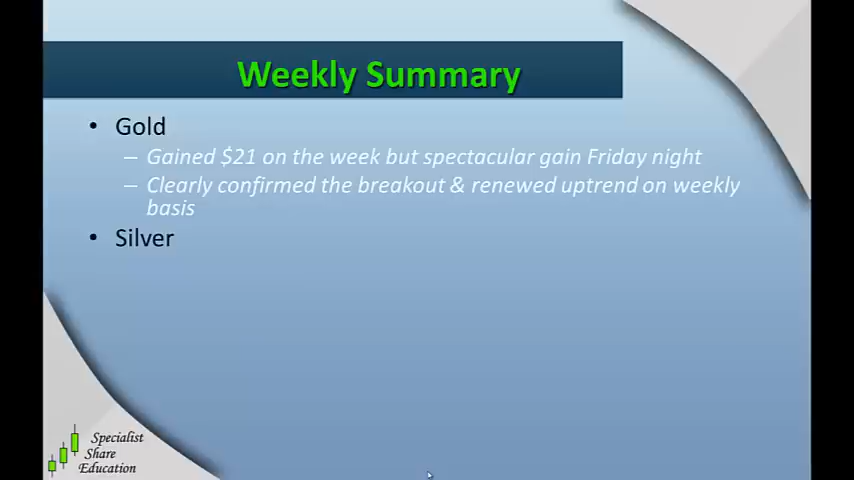 Weekly Summary
• Gold
– Gained $21 on the week but spectacular gain Friday night
– Clearly confirmed the breakout & renewed uptrend on weekly
basis
• Silver
Specialist
Share
Education